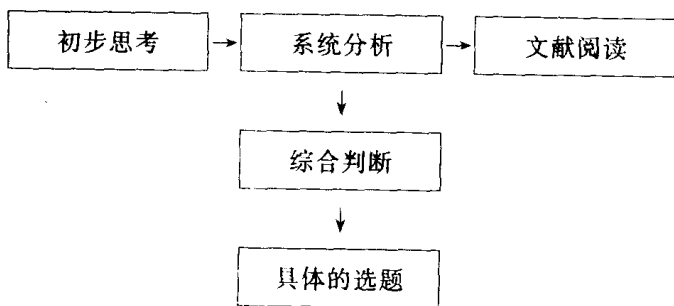 初步思考 → 系统分析 → 文献阅读
↓
综合判断
↓
具体的选题